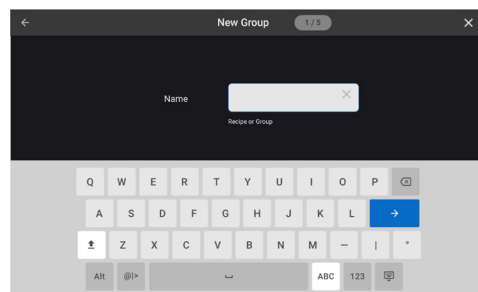 New Group 1 / 5
Name
Recipe or Group
Q W E R T Y U I O P
A S D F G H J K L
Z X C V B N M — | "
Alt @|> ABC 123